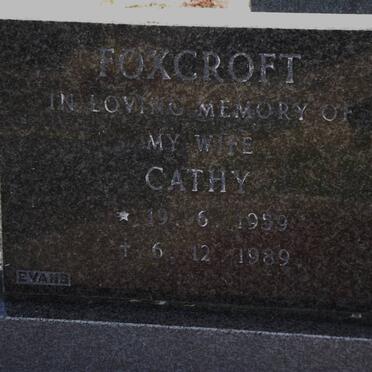 FOXCROFT
IN LOVING MEMORY OF
MY WIFE
CATHY
* 19. 6. 1959
† 6. 12. 1989
EVANS